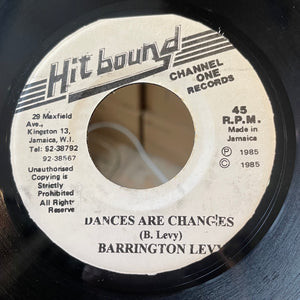 Hit bound
CHANNEL
ONE
RECORDS
29 Maxfield
Ave.,
Kingston 13,
Jamaica, W.I.
Tel: 52-38792
92-38567
Unauthorised
Copying is
Strictly
Prohibited
All Right-
Reserve
45
R.P.M.
Made in
Jamaica
℗ 1985
© 1985
DANCES ARE CHANGES
(B. Levy)
BARRINGTON LEVY